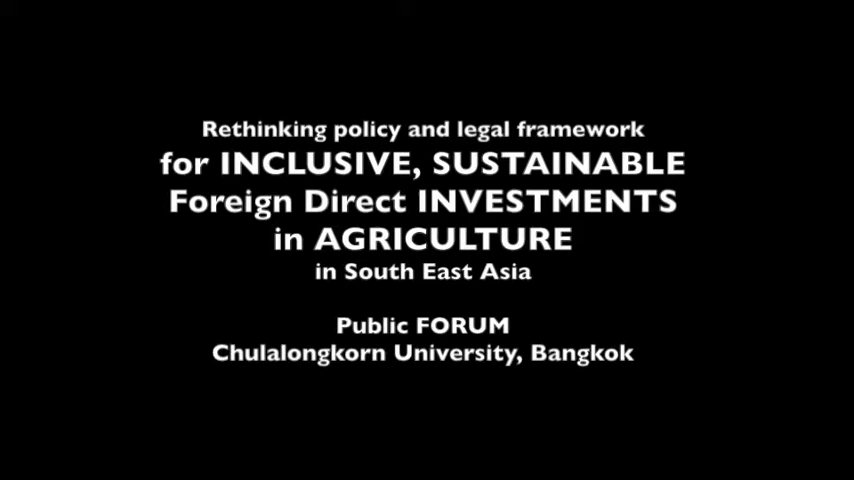 Rethinking policy and legal framework
for INCLUSIVE, SUSTAINABLE
Foreign Direct INVESTMENTS
in AGRICULTURE
in South East Asia
Public FORUM
Chulalongkorn University, Bangkok